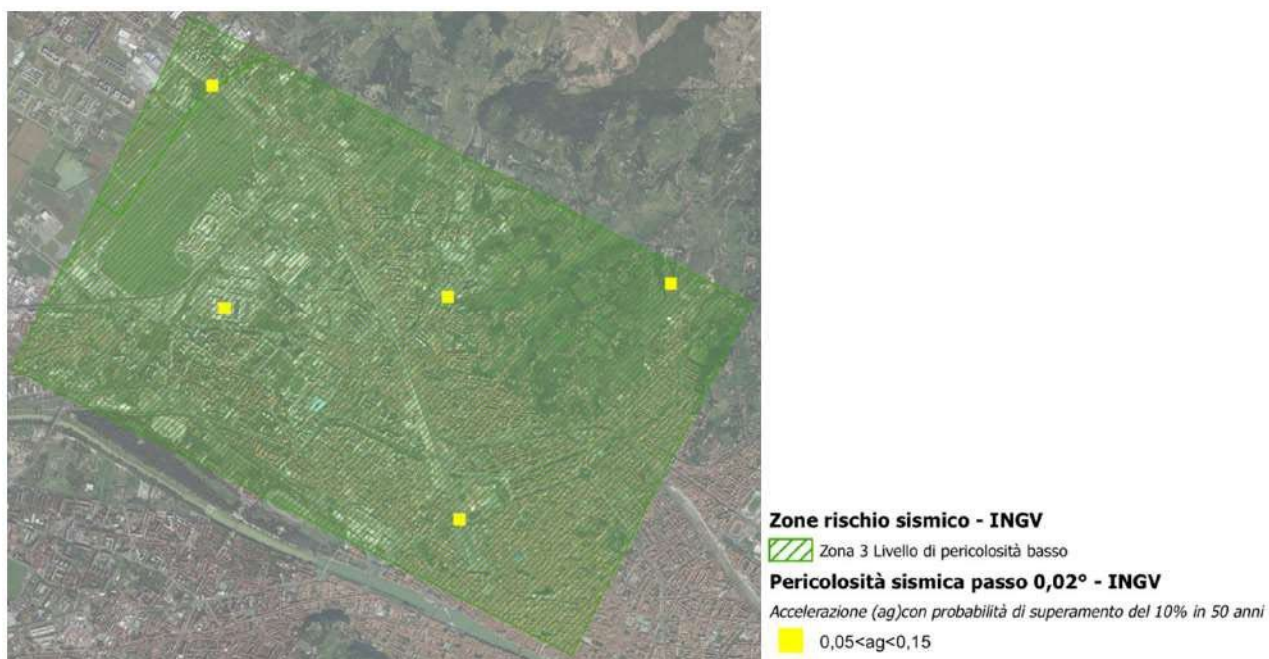 Zone rischio sismico - INGV
Zona 3 Livello di pericolosità basso
Pericolosità sismica passo 0,02° - INGV
Accelerazione (ag)con probabilità di superamento del 10% in 50 anni
0,05<ag<0,15